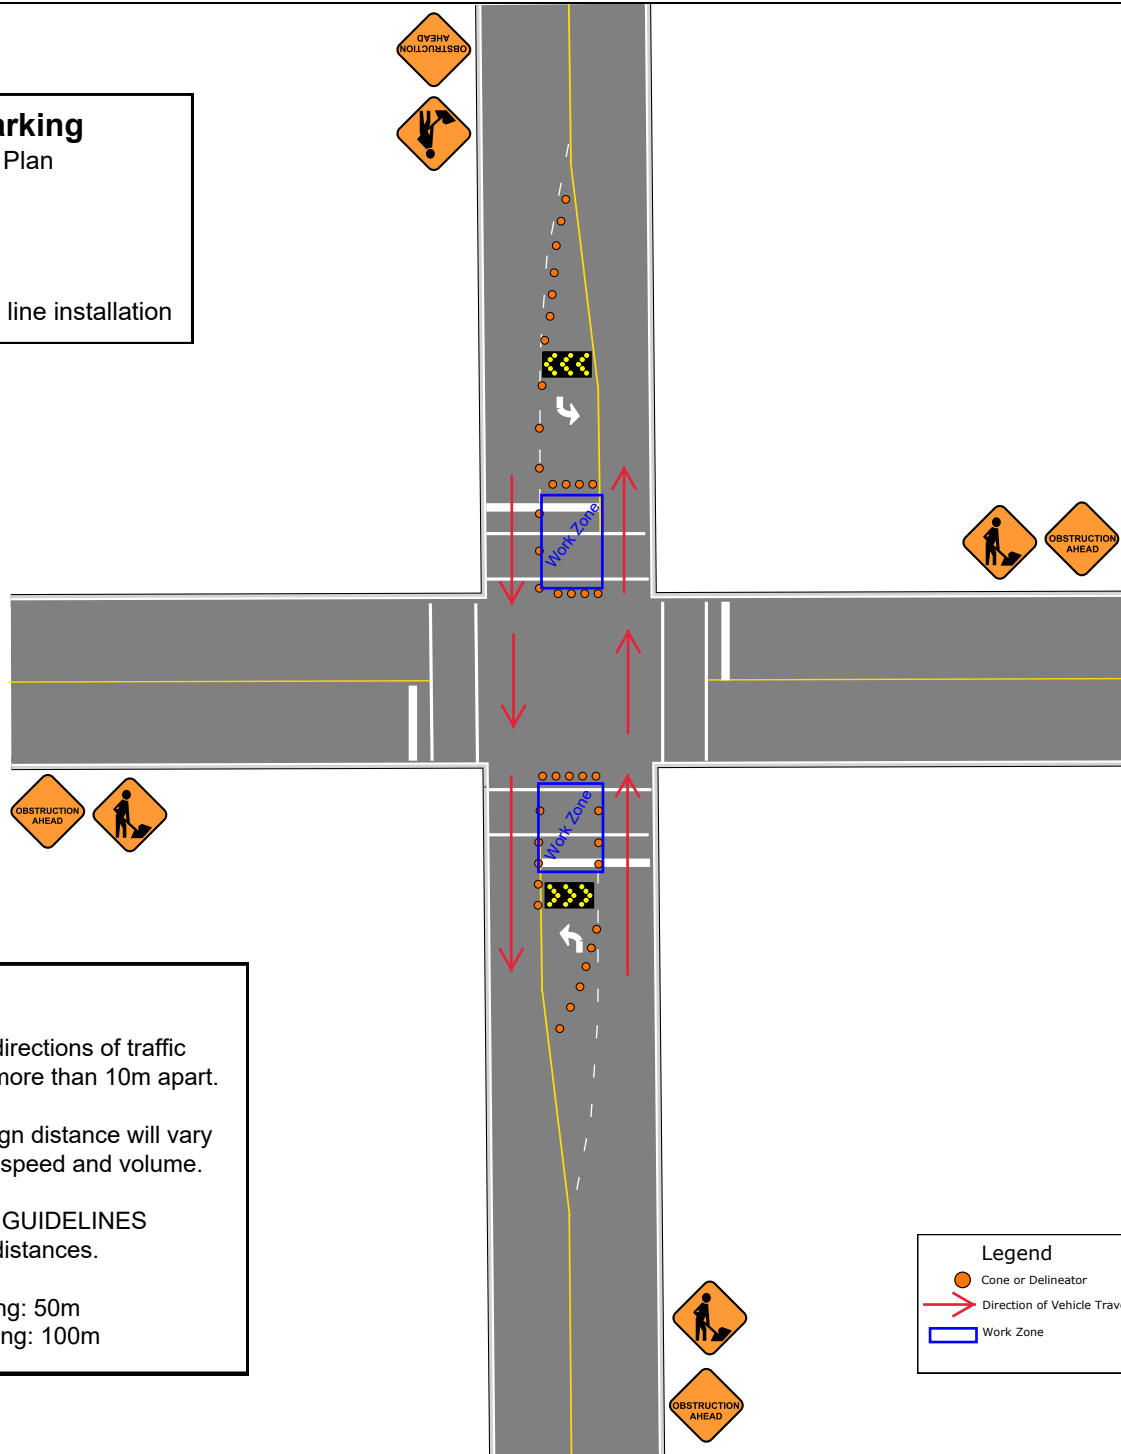 OBSTRUCTION
AHEAD
arking
Plan
line installation
Work Zone
OBSTRUCTION
AHEAD
OBSTRUCTION
AHEAD
Work Zone
directions of traffic
more than 10m apart.
gn distance will vary
speed and volume.
GUIDELINES
distances.
ng: 50m
ng: 100m
Legend
Cone or Delineator
Direction of Vehicle Trav
Work Zone
OBSTRUCTION
AHEAD